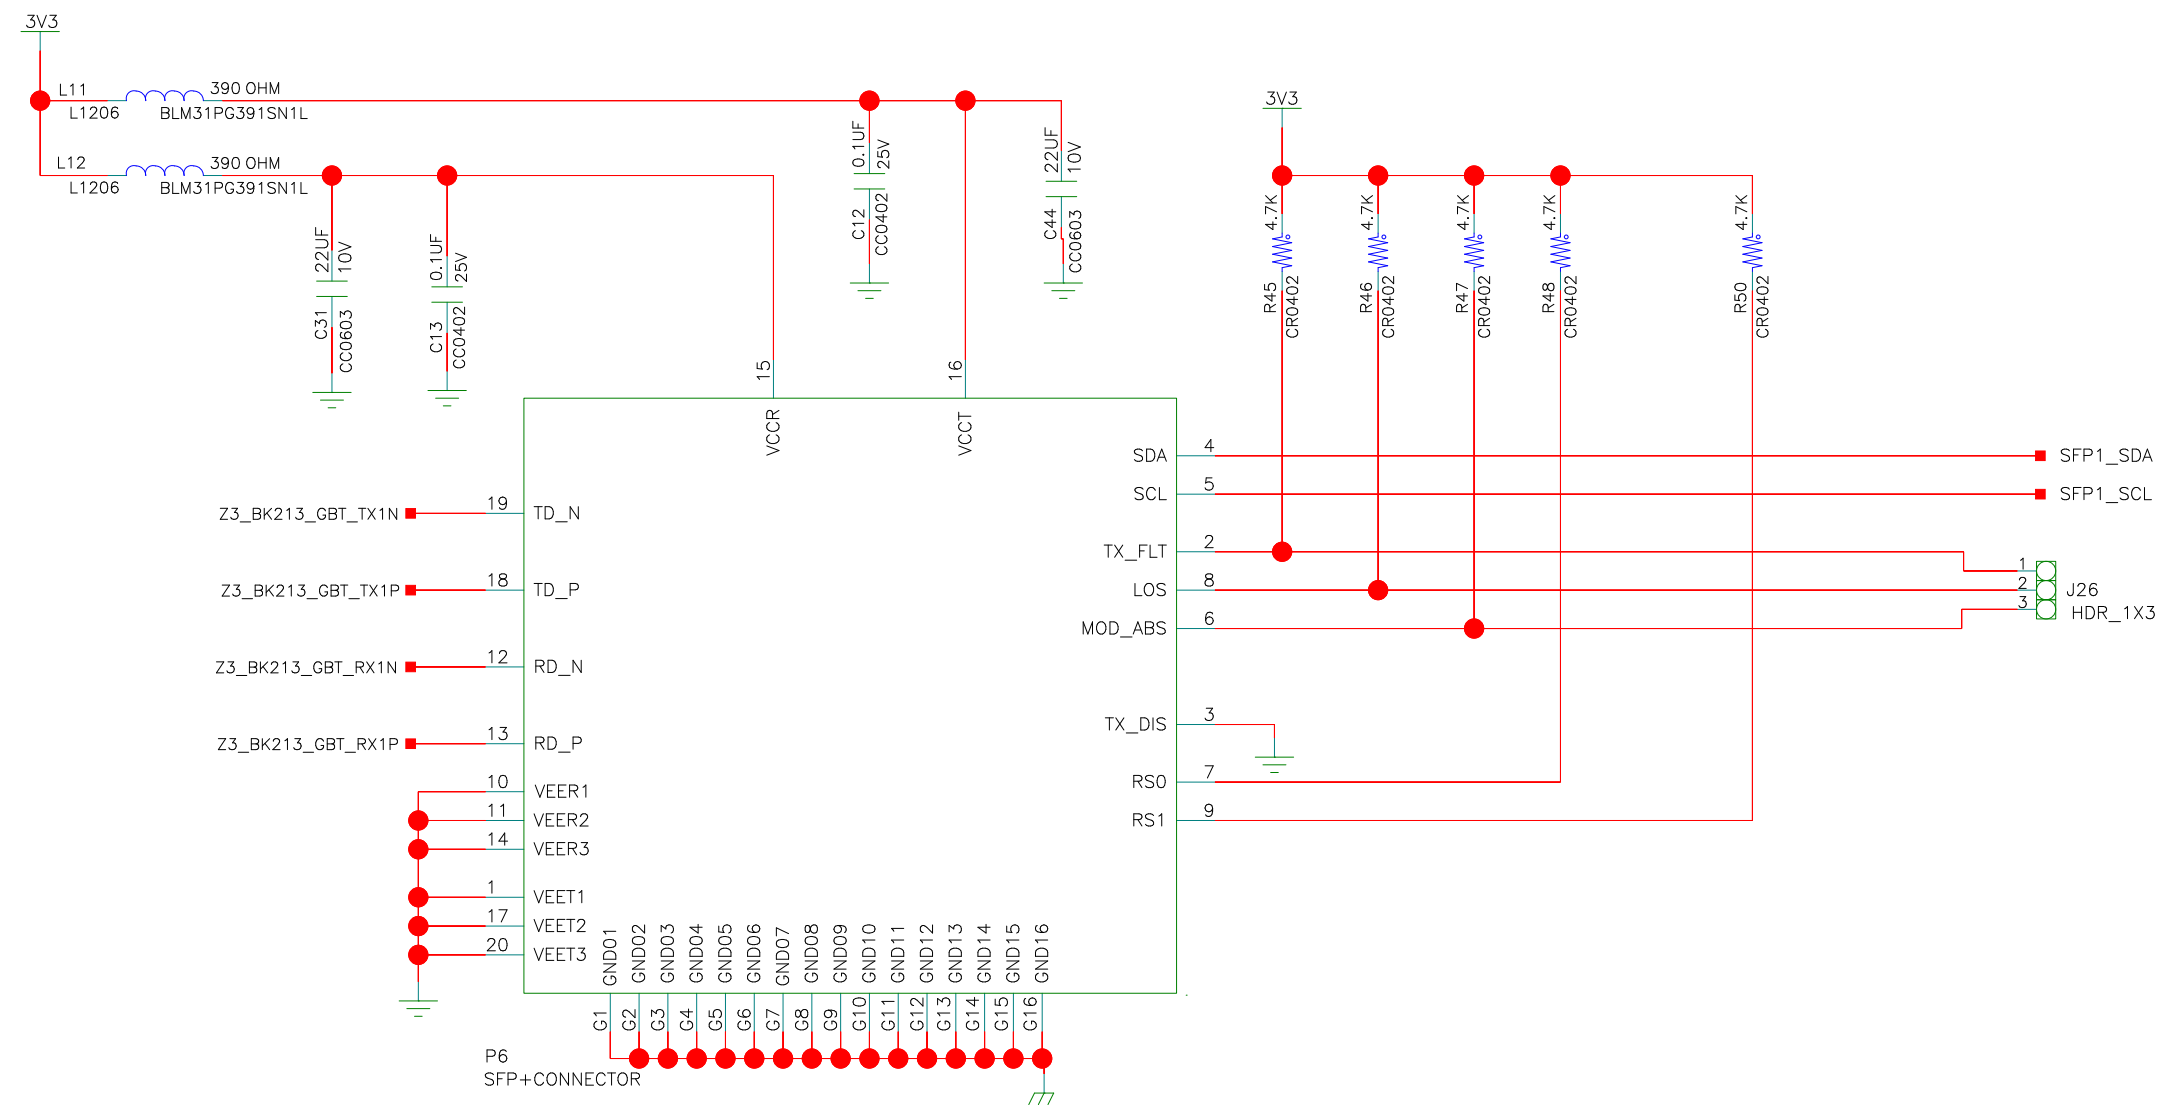 3V3
L11
390 OHM
L1206
BLM31PG391SN1L
L12
390 OHM
L1206
BLM31PG391SN1L
22UF
10V
C31
CC0603
0.1UF
25V
C13
CC0402
0.1UF
25V
C12
CC0402
22UF
10V
C44
CC0603
3V3
4.7K
R45
CR0402
4.7K
R46
CR0402
4.7K
R47
CR0402
4.7K
R48
CR0402
4.7K
R50
CR0402
15
VCCR
16
VCCT
Z3_BK213_GBT_TX1N
19
TD_N
Z3_BK213_GBT_TX1P
18
TD_P
Z3_BK213_GBT_RX1N
12
RD_N
Z3_BK213_GBT_RX1P
13
RD_P
10
VEER1
11
VEER2
14
VEER3
1
VEET1
17
VEET2
20
VEET3
SDA
4
SFP1_SDA
SCL
5
SFP1_SCL
TX_FLT
2
LOS
8
MOD_ABS
6
1
2
3
J26
HDR_1X3
TX_DIS
3
RS0
7
RS1
9
GND01
GND02
GND03
GND04
GND05
GND06
GND07
GND08
GND09
GND10
GND11
GND12
GND13
GND14
GND15
GND16
G1
G2
G3
G4
G5
G6
G7
G8
G9
G10
G11
G12
G13
G14
G15
G16
P6
SFP+CONNECTOR